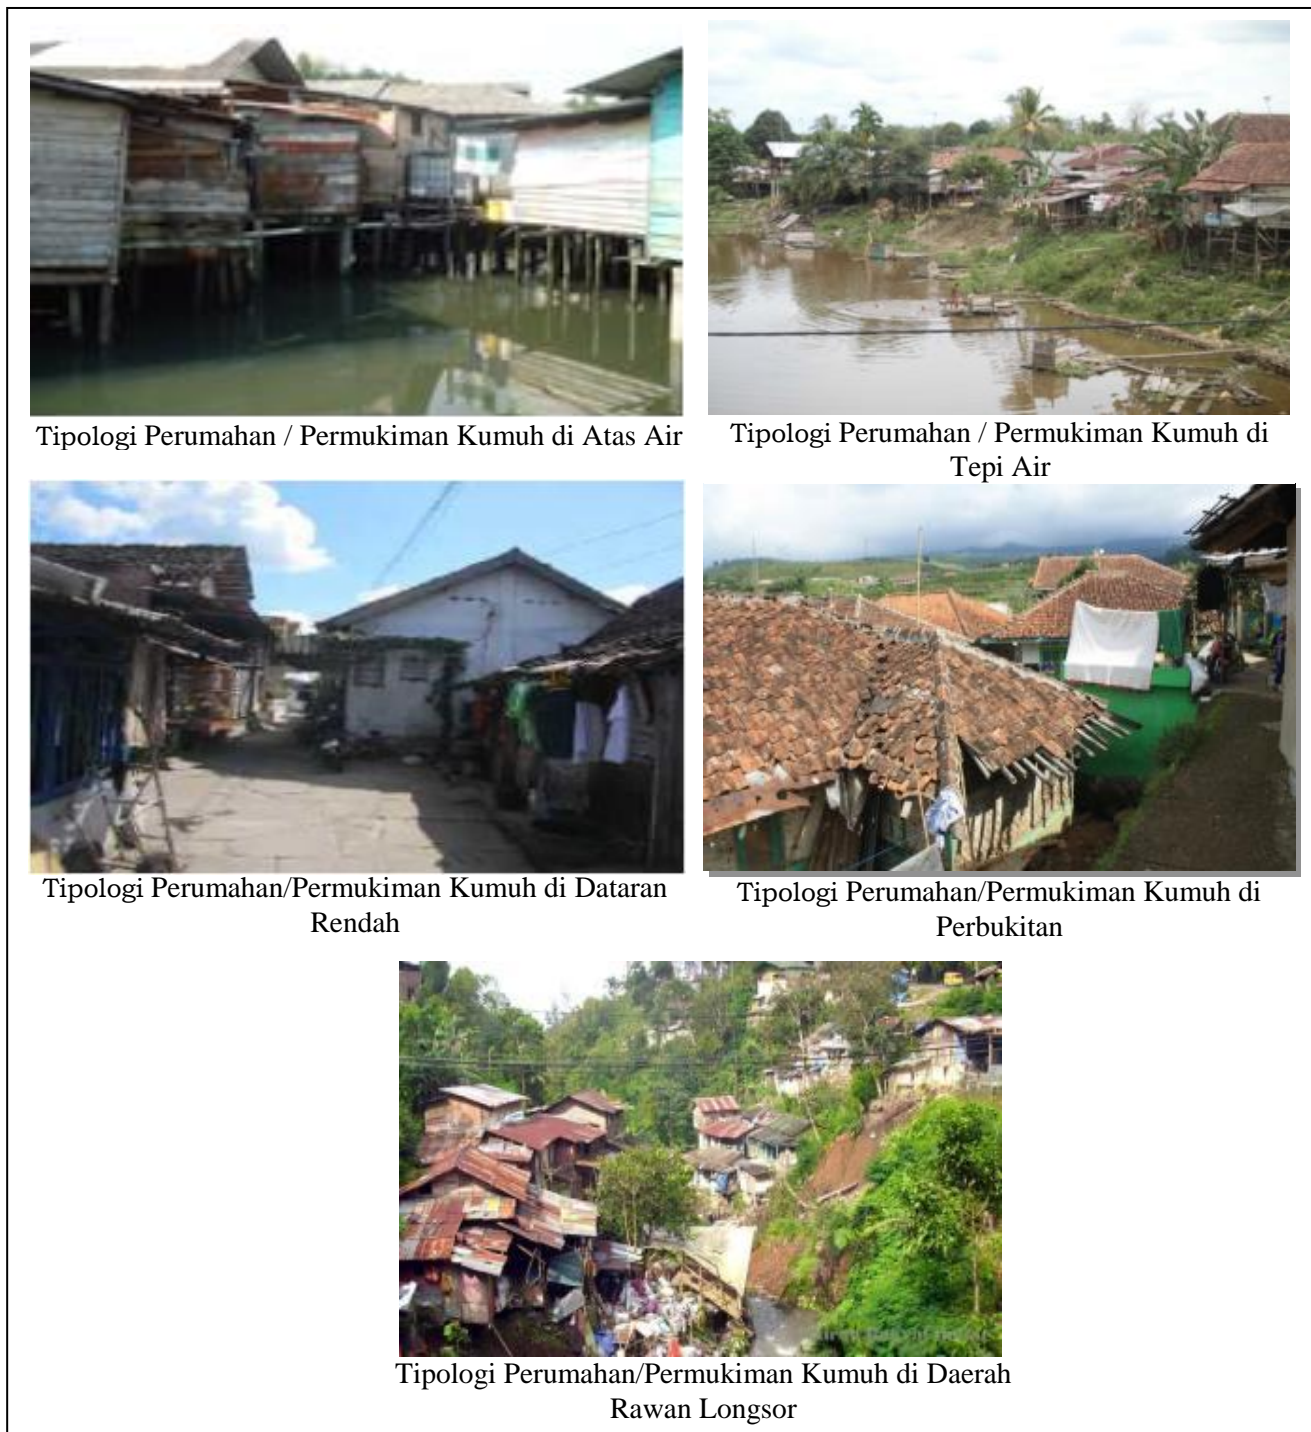 Tipologi Perumahan / Permukiman Kumuh di Atas Air
Tipologi Perumahan / Permukiman Kumuh di
Tepi Air
Tipologi Perumahan/Permukiman Kumuh di Dataran
Rendah
Tipologi Perumahan/Permukiman Kumuh di
Perbukitan
Tipologi Perumahan/Permukiman Kumuh di Daerah
Rawan Longsor